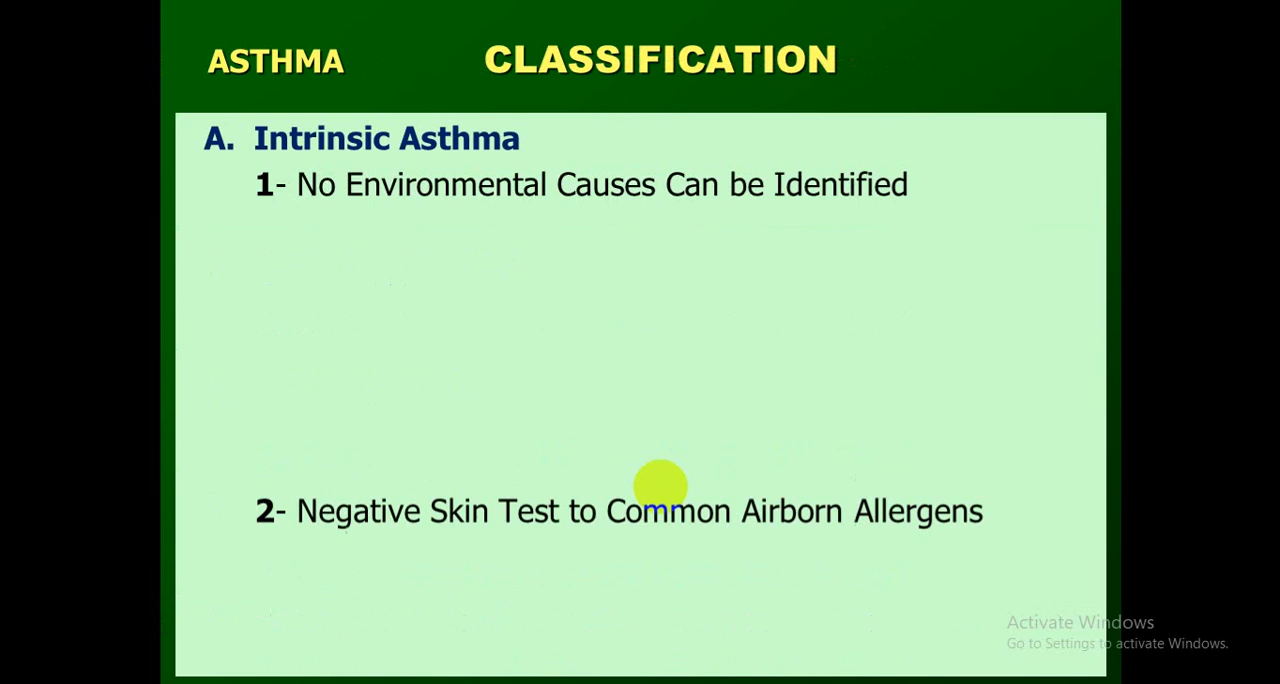 ASTHMA CLASSIFICATION
A. Intrinsic Asthma
1- No Environmental Causes Can be Identified
2- Negative Skin Test to Common Airborn Allergens
Activate Windows
Go to Settings to activate Windows.